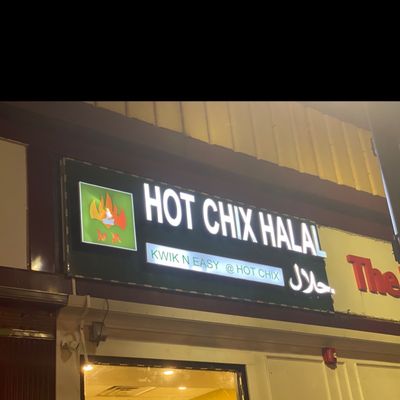 HOT CHIX HALAL
KWIK N EASY @ HOT CHIX
حلال
The